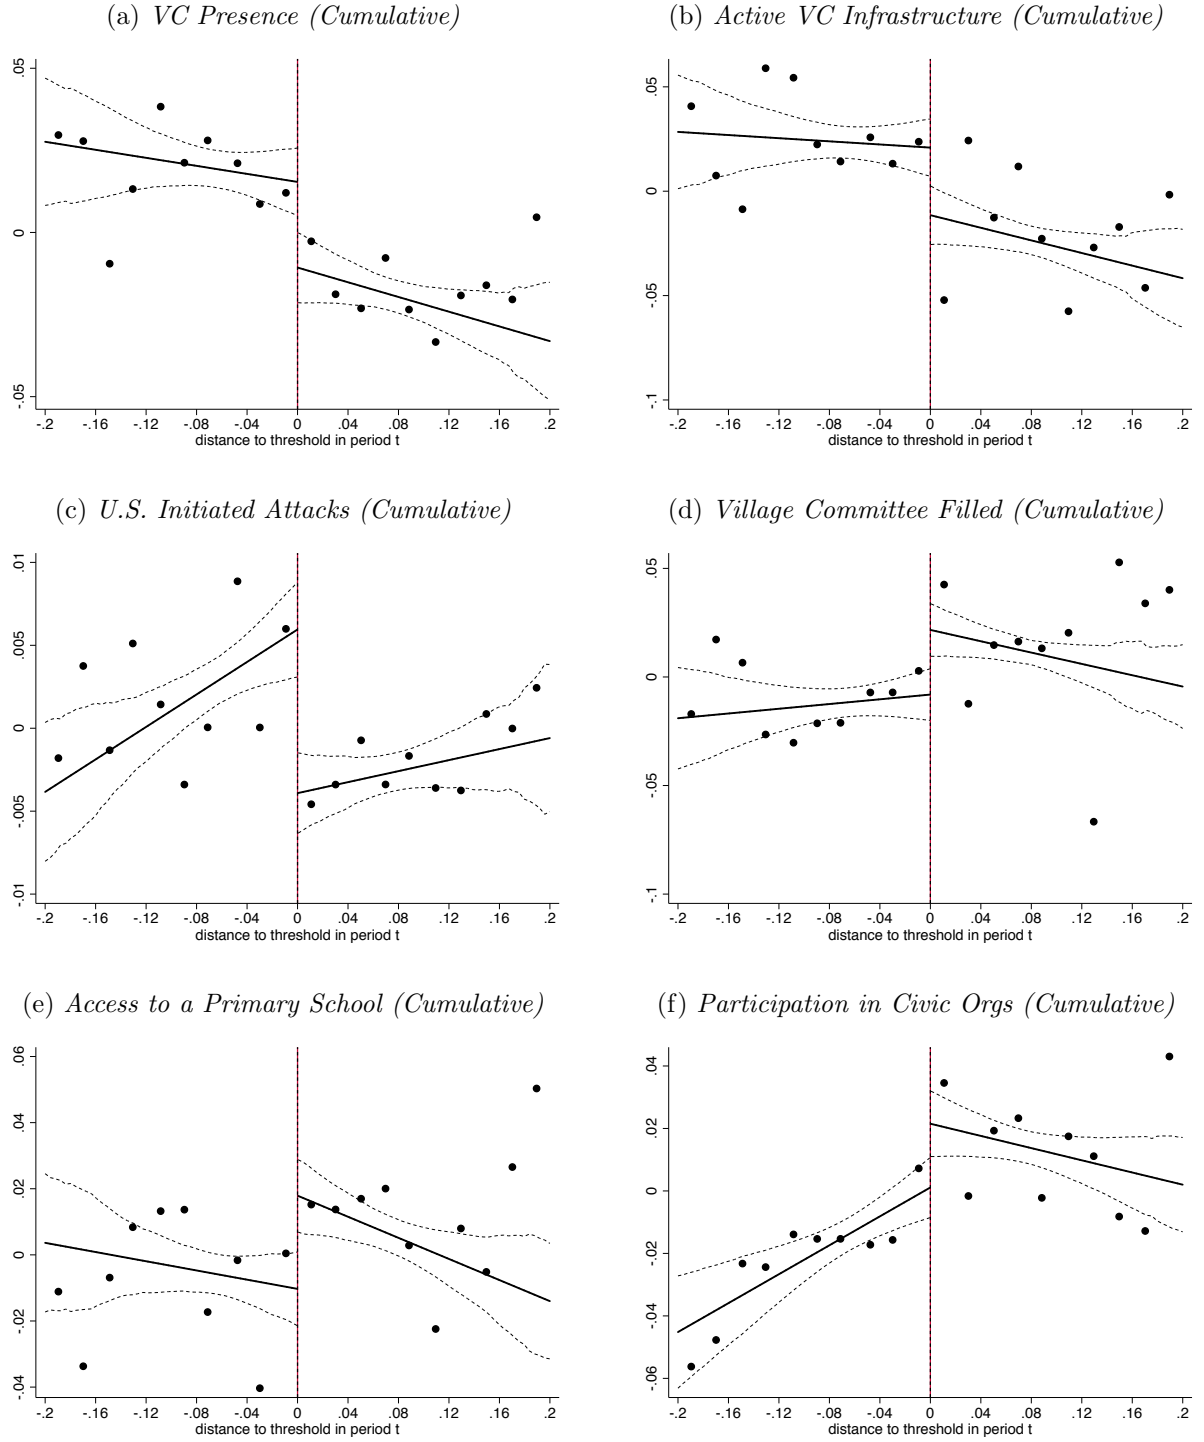 (a) VC Presence (Cumulative)
.05
0
-.05
-.2 -.16 -.12 -.08 -.04 0 .04 .08 .12 .16 .2
distance to threshold in period t
(b) Active VC Infrastructure (Cumulative)
.05
0
-.05
-.1
-.2 -.16 -.12 -.08 -.04 0 .04 .08 .12 .16 .2
distance to threshold in period t
(c) U.S. Initiated Attacks (Cumulative)
.01
.005
0
-.005
-.01
-.2 -.16 -.12 -.08 -.04 0 .04 .08 .12 .16 .2
distance to threshold in period t
(d) Village Committee Filled (Cumulative)
.05
0
-.05
-.1
-.2 -.16 -.12 -.08 -.04 0 .04 .08 .12 .16 .2
distance to threshold in period t
(e) Access to a Primary School (Cumulative)
.06
.04
.02
0
-.02
-.04
-.2 -.16 -.12 -.08 -.04 0 .04 .08 .12 .16 .2
distance to threshold in period t
(f) Participation in Civic Orgs (Cumulative)
.04
.02
0
-.02
-.04
-.06
-.2 -.16 -.12 -.08 -.04 0 .04 .08 .12 .16 .2
distance to threshold in period t